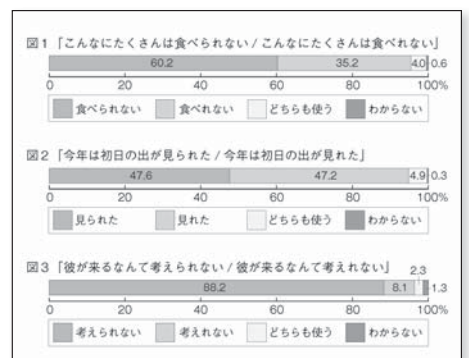 図1「こんなにたくさんは食べられない / こんなにたくさんは食べれない」
60.2 35.2 4.0 0.6
0 20 40 60 80 100%
食べられない 食べれない どちらも使う わからない
図2「今年は初日の出が見られた / 今年は初日の出が見れた」
47.6 47.2 4.9 0.3
0 20 40 60 80 100%
見られた 見れた どちらも使う わからない
図3「彼が来るなんて考えられない / 彼が来るなんて考えれない」
2.3
88.2 8.1 1.3
0 20 40 60 80 100%
考えられない 考えれない どちらも使う わからない